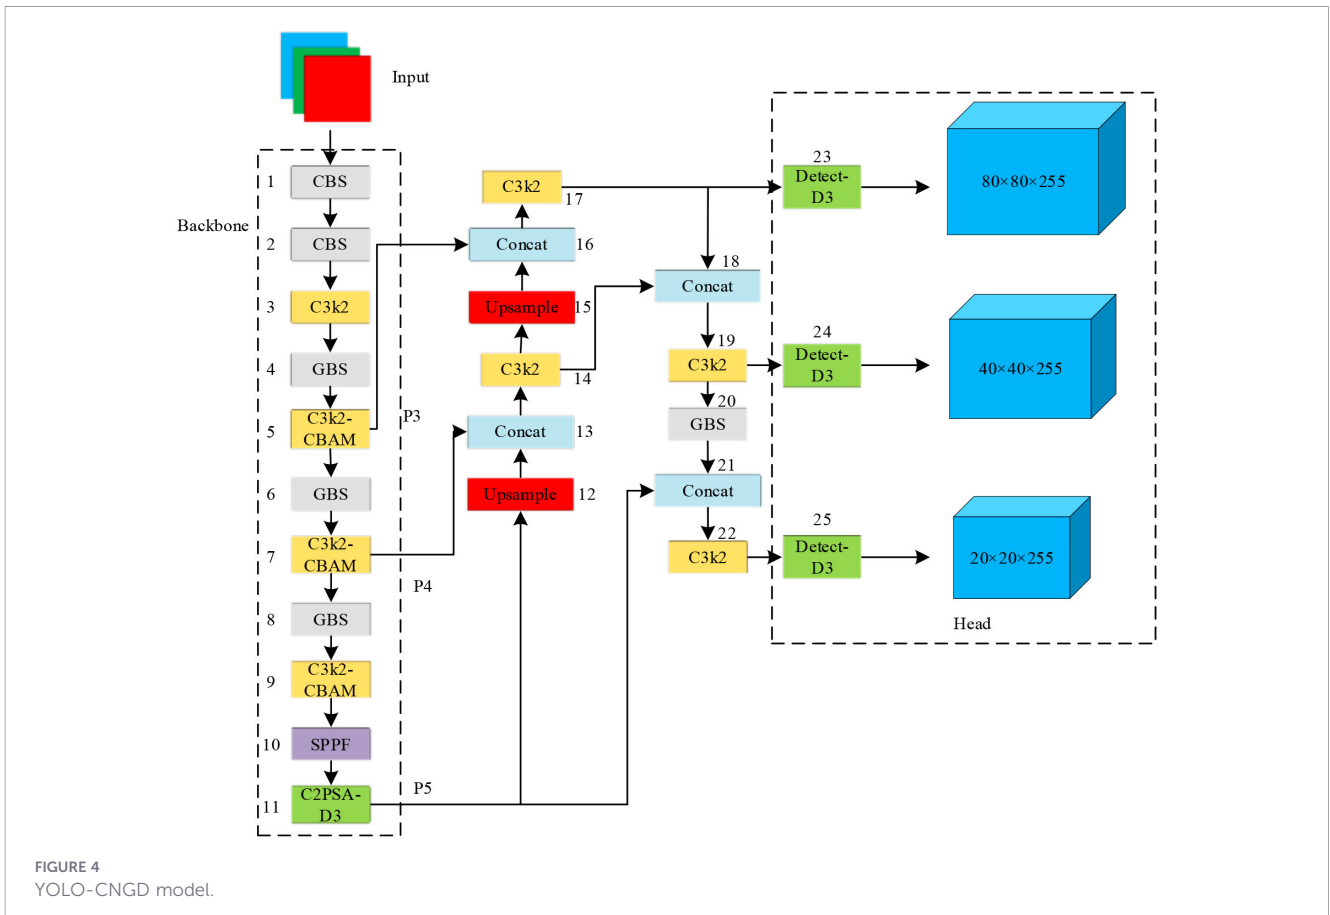 Input
Backbone
1
CBS
2
CBS
3
C3k2
4
GBS
5
C3k2-
CBAM
P3
6
GBS
7
C3k2-
CBAM
P4
8
GBS
9
C3k2-
CBAM
10
SPPF
11
C2PSA-
D3
P5
C3k2
17
Concat
16
Upsample
15
C3k2
14
Concat
13
Upsample
12
18
Concat
19
C3k2
20
GBS
21
Concat
22
C3k2
23
Detect-
D3
80×80×255
24
Detect-
D3
40×40×255
25
Detect-
D3
20×20×255
Head
FIGURE 4
YOLO-CNGD model.